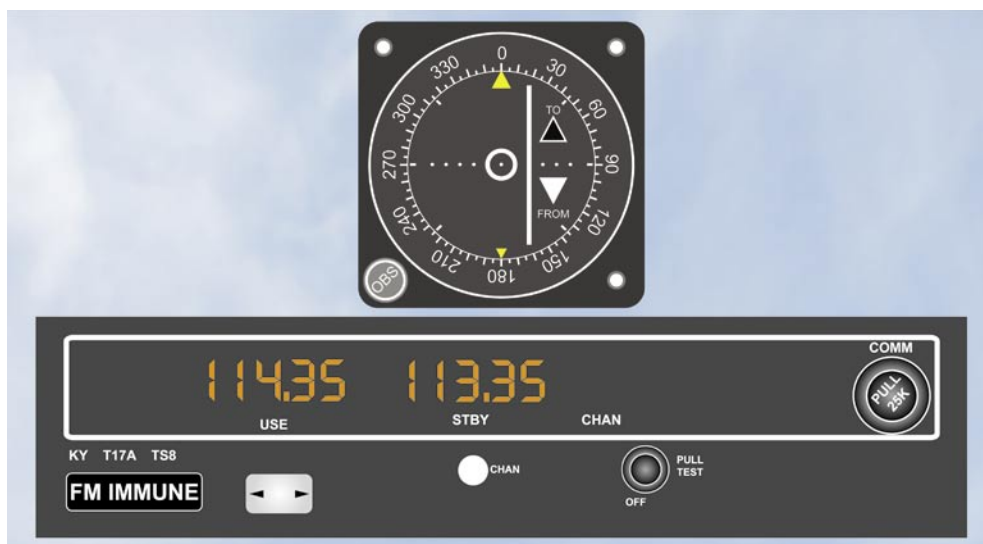 0
30
60
90
120
150
180
210
240
270
300
330
TO
FROM
OBS
COMM
PULL
25K
114.35 113.35
USE STBY CHAN
KY T17A TS8
FM IMMUNE
CHAN
PULL
TEST
OFF